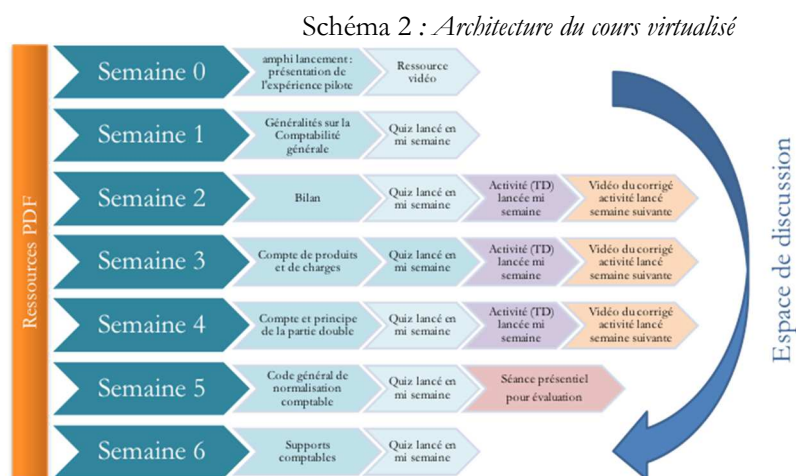 Schéma 2 : Architecture du cours virtualisé
Ressources PDF
Semaine 0
amphi lancement :
présentation de
l'expérience pilote
Ressource
vidéo
Semaine 1
Généralités sur la
Comptabilité
générale
Quiz lancé en
mi semaine
Semaine 2
Bilan
Quiz lancé en
mi semaine
Activité (TD)
lancée mi
semaine
Vidéo du corrigé
activité lancé
semaine suivante
Semaine 3
Compte de produits
et de charges
Quiz lancé en
mi semaine
Activité (TD)
lancée mi
semaine
Vidéo du corrigé
activité lancé
semaine suivante
Semaine 4
Compte et principe
de la partie double
Quiz lancé en
mi semaine
Activité (TD)
lancée mi
semaine
Vidéo du corrigé
activité lancé
semaine suivante
Semaine 5
Code général de
normalisation
comptable
Quiz lancé en
mi semaine
Séance présentiel
pour évaluation
Semaine 6
Supports
comptables
Quiz lancé en
mi semaine
Espace de discussion